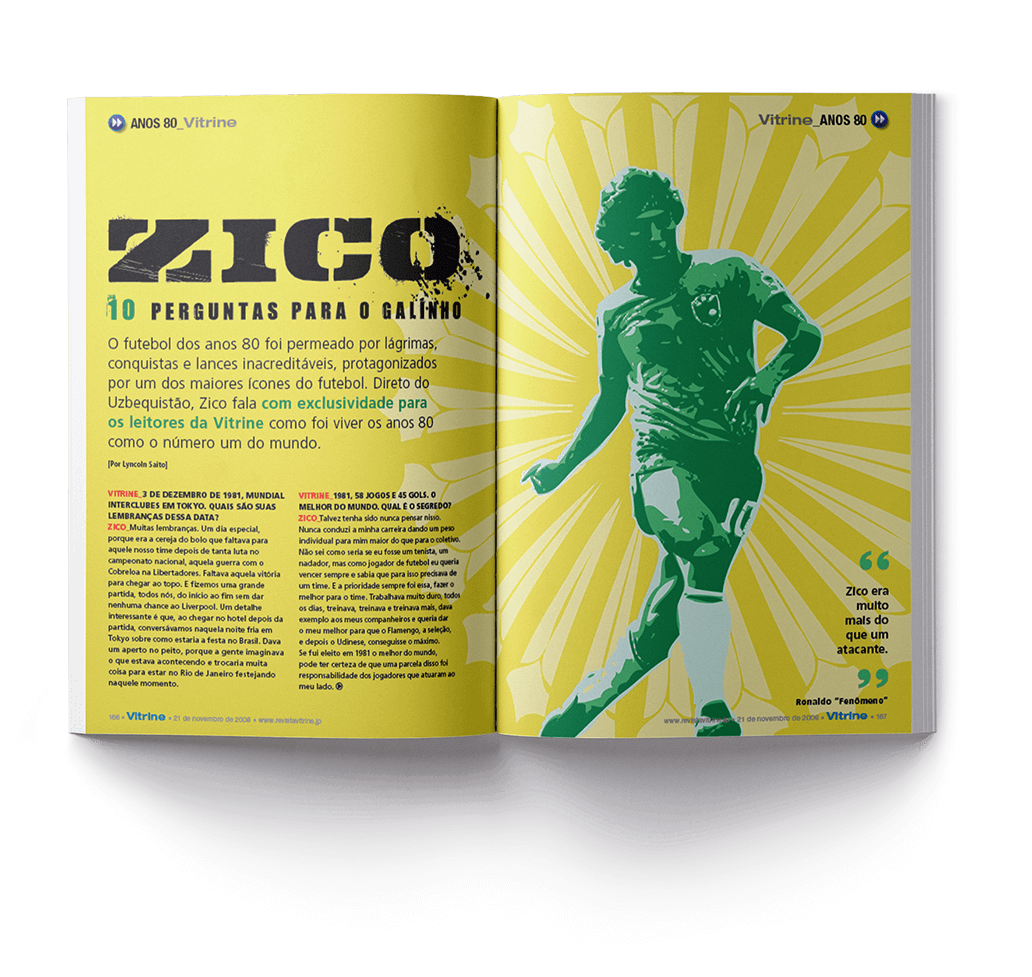 ANOS 80_Vitrine
ZICO
10 PERGUNTAS PARA O GALINHO
O futebol dos anos 80 foi permeado por lágrimas,
conquistas e lances inacreditáveis, protagonizados
por um dos maiores ícones do futebol. Direto do
Uzbequistão, Zico fala com exclusividade para
os leitores da Vitrine como foi viver os anos 80
como o número um do mundo.
[Por Lyncoln Saito]
VITRINE_3 DE DEZEMBRO DE 1981, MUNDIAL
INTERCLUBES EM TOKYO. QUAIS SÃO SUAS
LEMBRANÇAS DESSA DATA?
ZICO_Muitas lembranças. Um dia especial,
porque era a cereja do bolo que faltava para
aquele nosso time depois de tanta luta no
campeonato nacional, aquela guerra com o
Cobreloa na Libertadores. Faltava aquela vitória
para chegar ao topo. E fizemos uma grande
partida, todos nós, do início ao fim sem dar
nenhuma chance ao Liverpool. Um detalhe
interessante é que, ao chegar no hotel depois da
partida, conversávamos naquela noite fria em
Tokyo sobre como estaria a festa no Brasil. Dava
um aperto no peito, porque a gente imaginava
o que estava acontecendo e trocaria muita
coisa para estar no Rio de Janeiro festejando
naquele momento.
VITRINE_1981, 58 JOGOS E 45 GOLS. O
MELHOR DO MUNDO. QUAL É O SEGREDO?
ZICO_Talvez tenha sido nunca pensar nisso.
Nunca conduzi a minha carreira dando um peso
individual para mim maior do que para o coletivo.
Não sei como seria se eu fosse um tenista, um
nadador, mas como jogador de futebol eu queria
vencer sempre e sabia que para isso precisava de
um time. E a prioridade sempre foi essa, fazer o
melhor para o time. Trabalhava muito duro, todos
os dias, treinava, treinava e treinava mais, dava
exemplo aos meus companheiros e queria dar
o meu melhor para que o Flamengo, a seleção,
e depois o Udinese, conseguisse o máximo.
Se fui eleito em 1981 o melhor do mundo,
pode ter certeza de que uma parcela disso foi
responsabilidade dos jogadores que atuaram ao
meu lado.
166 • Vitrine • 21 de novembro de 2008 • www.revistavitrine.jp
Vitrine_ANOS 80
10
“
Zico era
muito
mais do
que um
atacante.
”
Ronaldo "Fenômeno"
21 de novembro de 2008 • Vitrine • 167